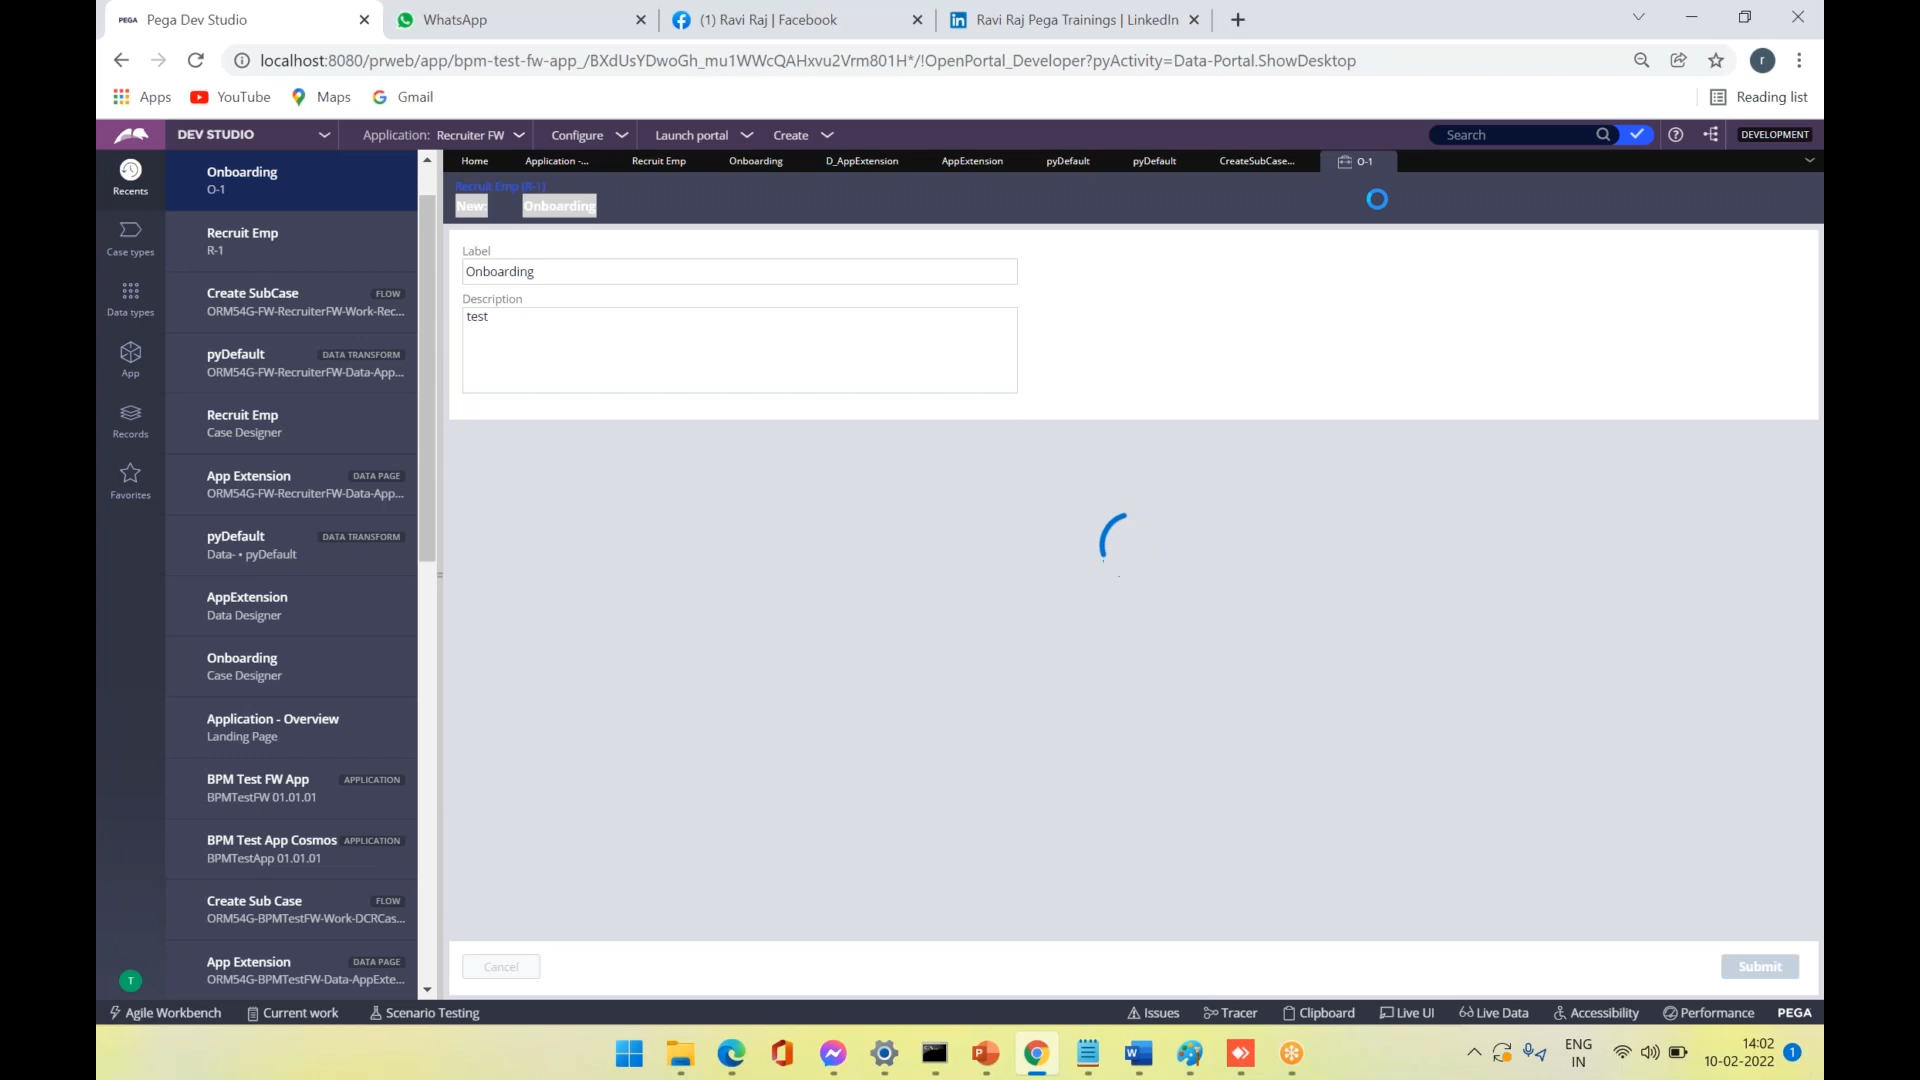 PEGA Pega Dev Studio
WhatsApp
(1) Ravi Raj | Facebook
in Ravi Raj Pega Trainings | LinkedIn
localhost:8080/prweb/app/bpm-test-fw-app_/BXdUsYDwoGh_mu1WWcQAHxvu2Vrm801H*/!OpenPortal_Developer?pyActivity=Data-Portal.ShowDesktop
r
Apps YouTube Maps Gmail
Reading list
DEV STUDIO
Application: Recruiter FW
Configure
Launch portal
Create
Search
DEVELOPMENT
Home
Application -...
Recruit Emp
Onboarding
D_AppExtension
AppExtension
pyDefault
pyDefault
CreateSubCase...
O-1
Recents
Case types
Data types
App
Records
Favorites
T
Onboarding
O-1
Recruit Emp
R-1
Create SubCase FLOW
ORM54G-FW-RecruiterFW-Work-Rec...
pyDefault DATA TRANSFORM
ORM54G-FW-RecruiterFW-Data-App...
Recruit Emp
Case Designer
App Extension DATA PAGE
ORM54G-FW-RecruiterFW-Data-App...
pyDefault DATA TRANSFORM
Data- • pyDefault
AppExtension
Data Designer
Onboarding
Case Designer
Application - Overview
Landing Page
BPM Test FW App APPLICATION
BPMTestFW 01.01.01
BPM Test App Cosmos APPLICATION
BPMTestApp 01.01.01
Create Sub Case FLOW
ORM54G-BPMTestFW-Work-DCRCas...
App Extension DATA PAGE
ORM54G-BPMTestFW-Data-AppExte...
Recruit Emp (R-1)
New: Onboarding
Label
Onboarding
Description
test
Cancel
Submit
Agile Workbench
Current work
Scenario Testing
Issues
Tracer
Clipboard
Live UI
Live Data
Accessibility
Performance
PEGA
ENG
IN
14:02
10-02-2022
1